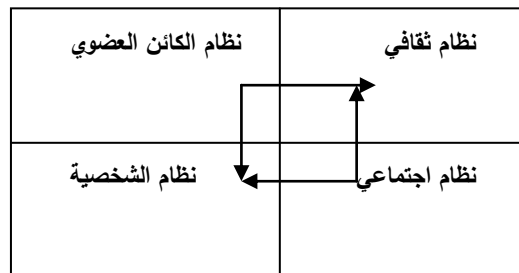 نظام ثقافي
نظام الكائن العضوي
نظام اجتماعي
نظام الشخصية